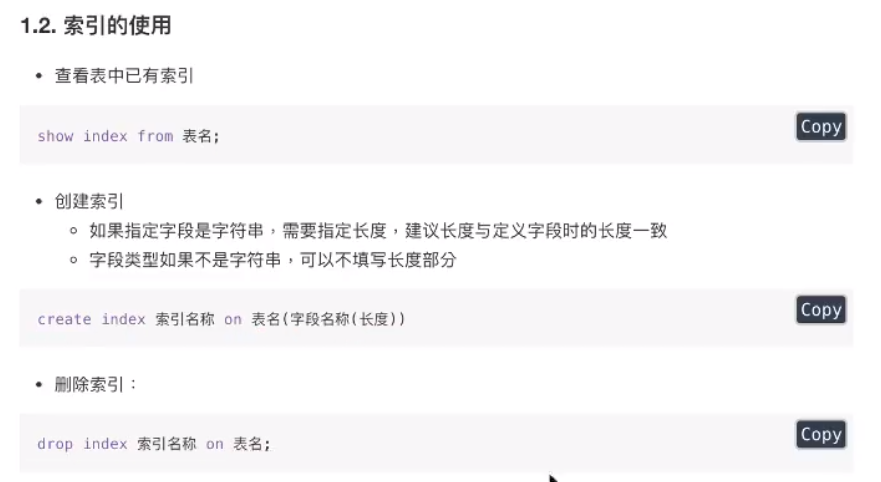 1.2. 索引的使用
查看表中已有索引
show index from 表名;
Copy
创建索引
如果指定字段是字符串，需要指定长度，建议长度与定义字段时的长度一致
字段类型如果不是字符串，可以不填写长度部分
create index 索引名称 on 表名(字段名称(长度))
Copy
删除索引：
drop index 索引名称 on 表名;
Copy